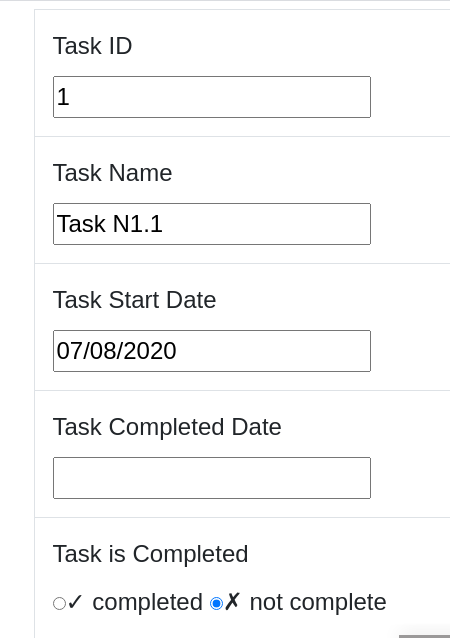 Task ID
1
Task Name
Task N1.1
Task Start Date
07/08/2020
Task Completed Date
Task is Completed
✓ completed ✗ not complete